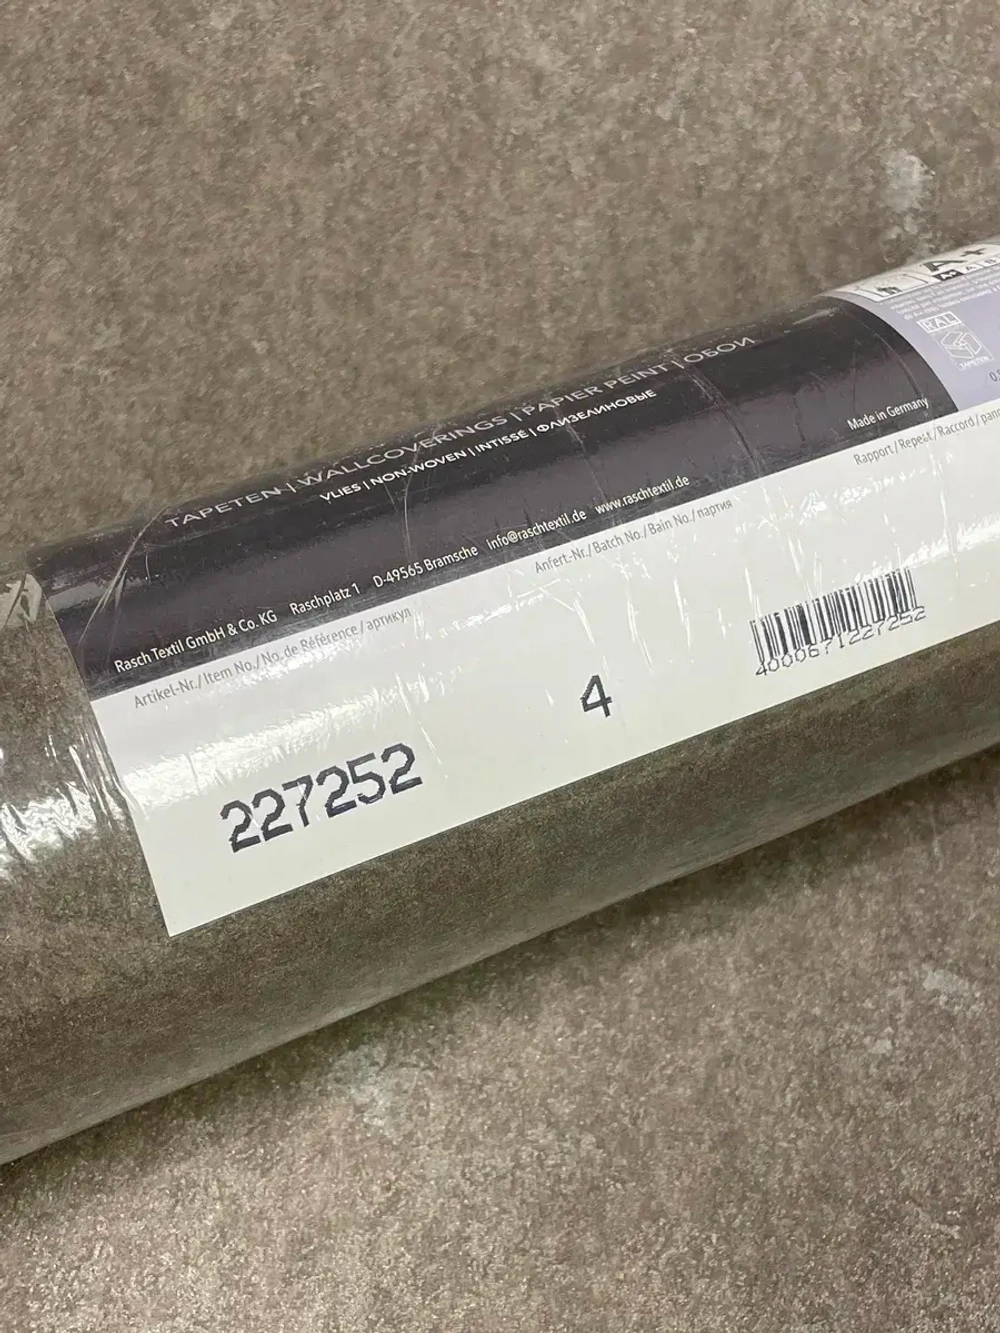 TAPETEN | WALLCOVERINGS | PAPIER PEINT | ОБОИ
VLIES | NON-WOVEN | INTISSÉ | ФЛИЗЕЛИНОВЫЕ
Rasch Textil GmbH & Co. KG Raschplatz 1 D-49565 Bramsche info@raschtextil.de www.raschtextil.de
Made in Germany
Artikel-Nr./ Item No./ No. de Référence / артикул
Anfert-Nr./ Batch No./ Bain No./ партия
Rapport / Repeat / Raccord /
227252
4
4000671227252
A+
RAL
TAPETEN